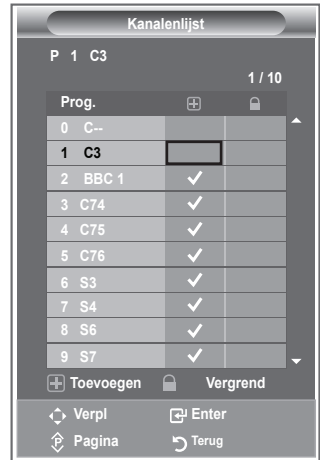 Kanalenlijst
P 1 C3
1 / 10
Prog.
0 C--
1 C3
2 BBC 1
3 C74
4 C75
5 C76
6 S3
7 S4
8 S6
9 S7
Toevoegen Vergrend
Verpl Enter
P Pagina Terug